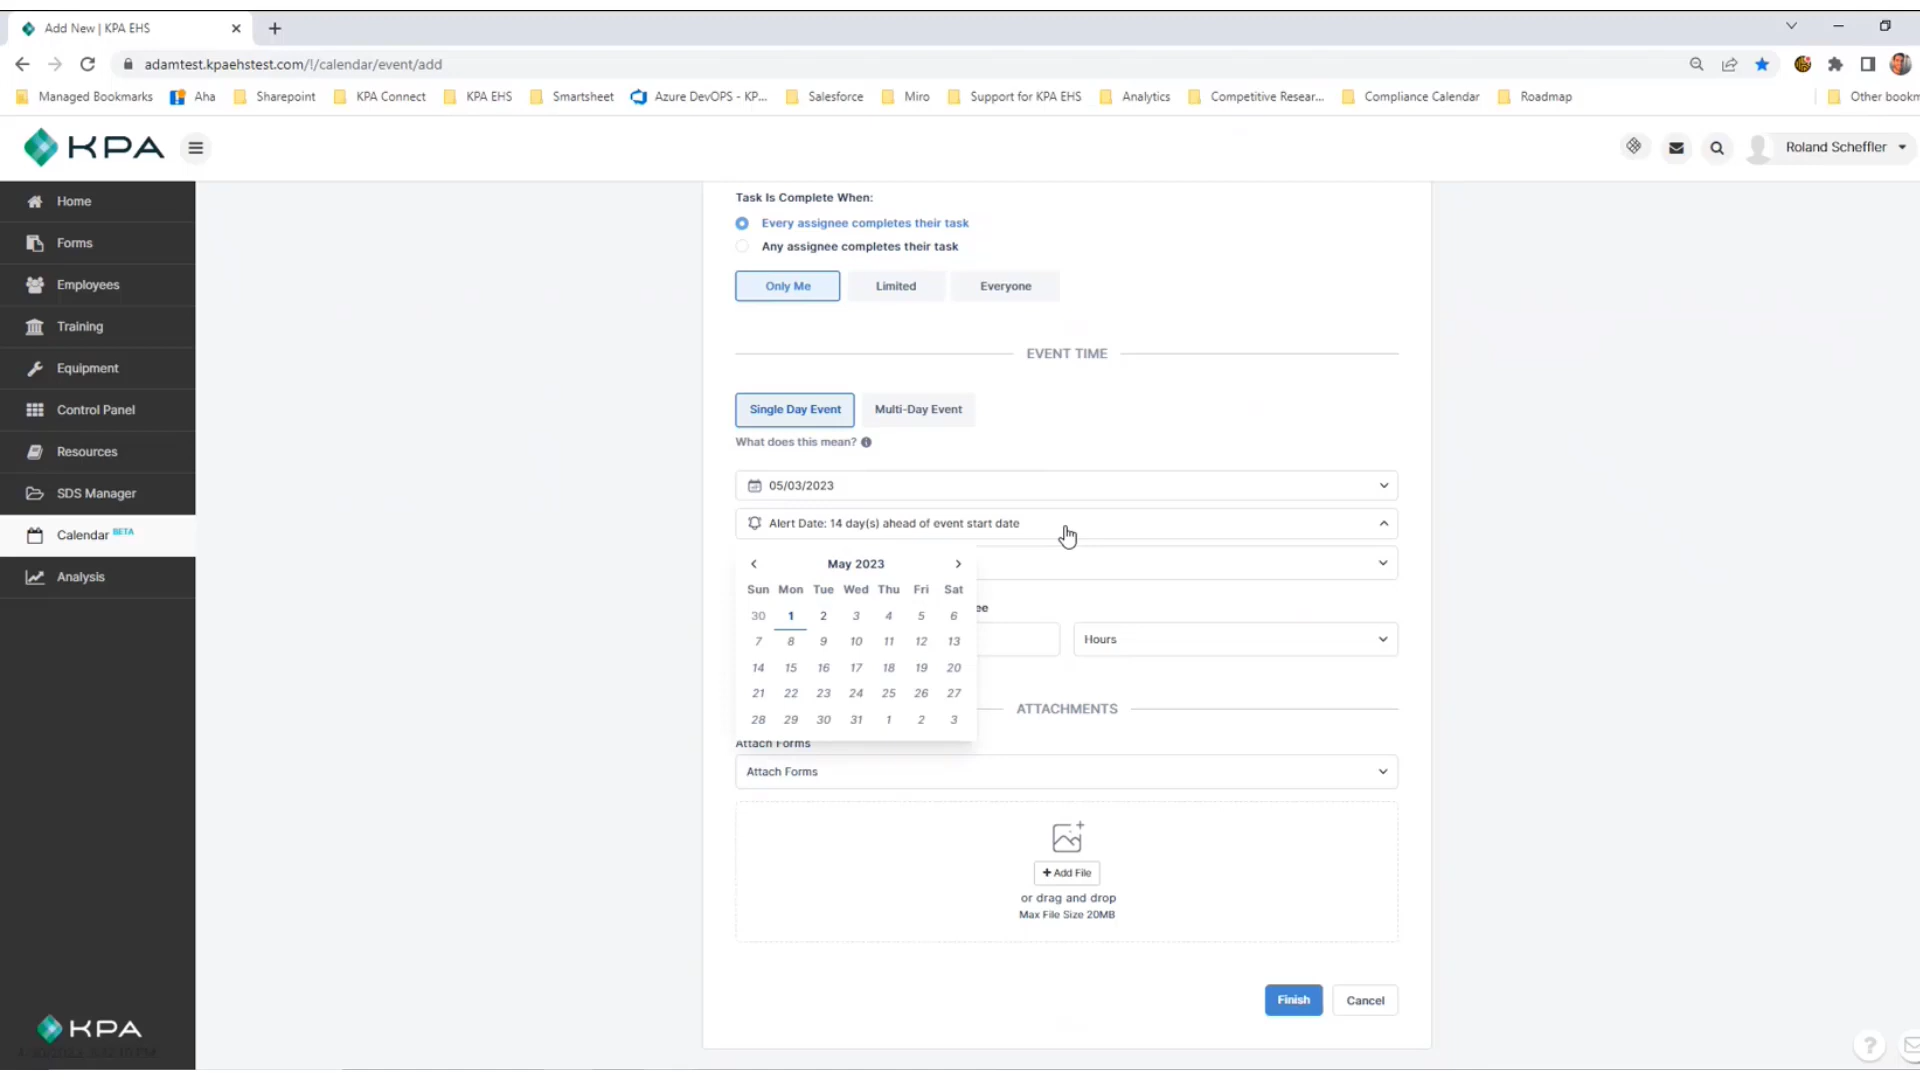 Add New | KPA EHS
adamtest.kpaehstest.com/!/calendar/event/add
Managed Bookmarks Aha Sharepoint KPA Connect KPA EHS Smartsheet Azure DevOPS - KP... Salesforce Miro Support for KPA EHS Analytics Competitive Resear... Compliance Calendar Roadmap Other bookm
KPA
Roland Scheffler
Home
Forms
Employees
Training
Equipment
Control Panel
Resources
SDS Manager
Calendar BETA
Analysis
KPA
Task Is Complete When:
Every assignee completes their task
Any assignee completes their task
Only Me Limited Everyone
EVENT TIME
Single Day Event Multi-Day Event
What does this mean?
05/03/2023
Alert Date: 14 day(s) ahead of event start date
May 2023
Sun Mon Tue Wed Thu Fri Sat
30 1 2 3 4 5 6
7 8 9 10 11 12 13
14 15 16 17 18 19 20
21 22 23 24 25 26 27
28 29 30 31 1 2 3
ee
Hours
ATTACHMENTS
Attach Forms
Attach Forms
+ Add File
or drag and drop
Max File Size 20MB
Finish Cancel
?